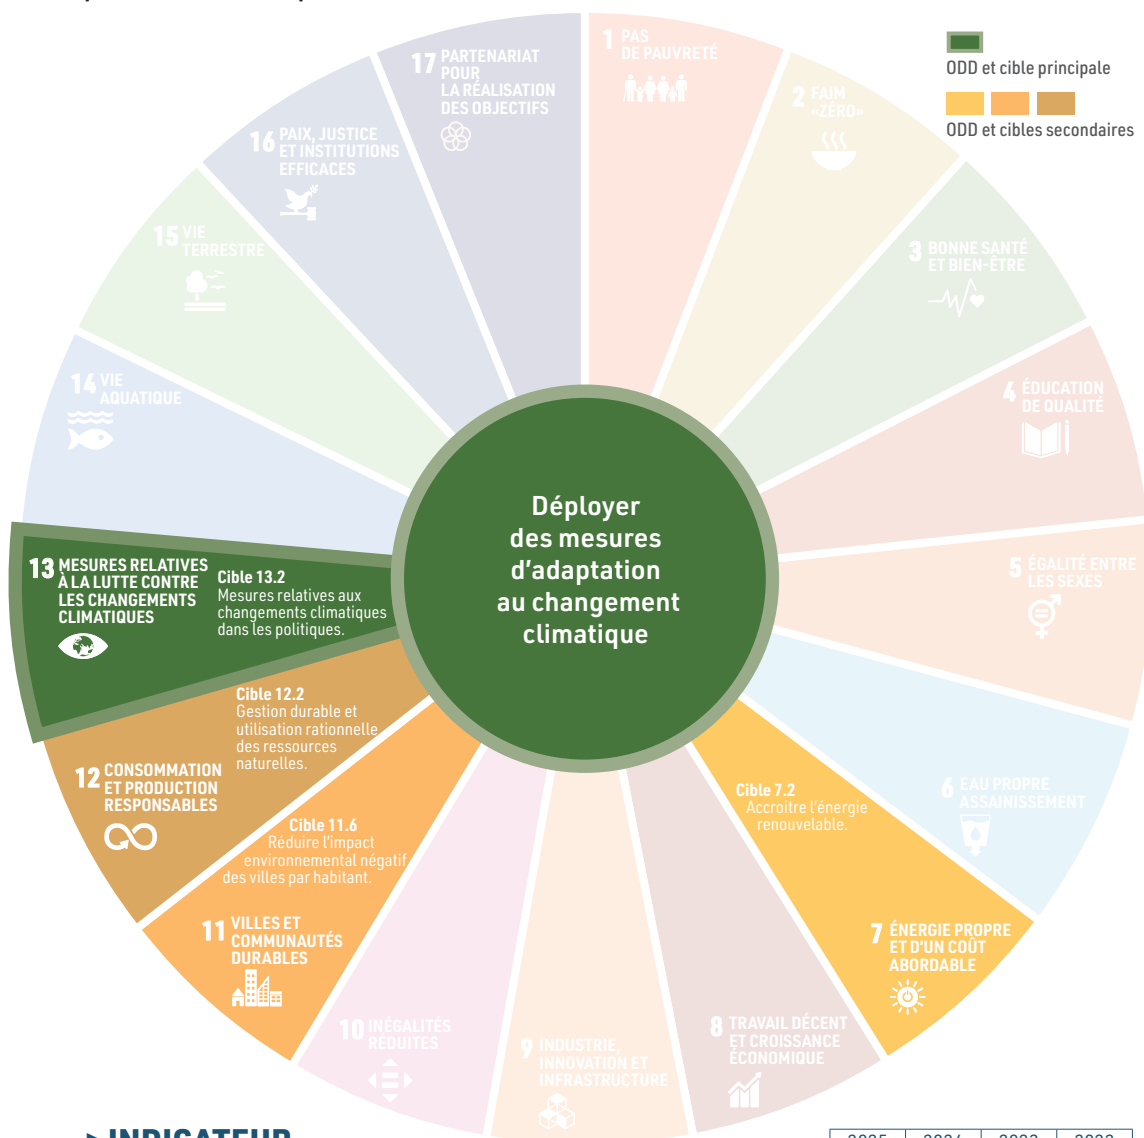 1 PAS
DE PAUVRETÉ
2 FAIM
«ZÉRO»
3 BONNE SANTÉ
ET BIEN-ÊTRE
4 ÉDUCATION
DE QUALITÉ
5 ÉGALITÉ ENTRE
LES SEXES
6 EAU PROPRE
ASSAINISSEMENT
7 ÉNERGIE PROPRE
ET D'UN COÛT
ABORDABLE
Cible 7.2
Accroitre l'énergie
renouvelable.
8 TRAVAIL DÉCENT
ET CROISSANCE
ÉCONOMIQUE
9 INDUSTRIE,
INNOVATION ET
INFRASTRUCTURE
10 INÉGALITÉS
RÉDUITES
11 VILLES ET
COMMUNAUTÉS
DURABLES
Cible 11.6
Réduire l'impact
environnemental négatif
des villes par habitant.
12 CONSOMMATION
ET PRODUCTION
RESPONSABLES
Cible 12.2
Gestion durable et
utilisation rationnelle
des ressources
naturelles.
13 MESURES RELATIVES
À LA LUTTE CONTRE
LES CHANGEMENTS
CLIMATIQUES
Cible 13.2
Mesures relatives aux
changements climatiques
dans les politiques.
14 VIE
AQUATIQUE
15 VIE
TERRESTRE
16 PAIX, JUSTICE
ET INSTITUTIONS
EFFICACES
17 PARTENARIAT
POUR
LA RÉALISATION
DES OBJECTIFS
Déployer
des mesures
d'adaptation
au changement
climatique
ODD et cible principale
ODD et cibles secondaires
INDICATEUR